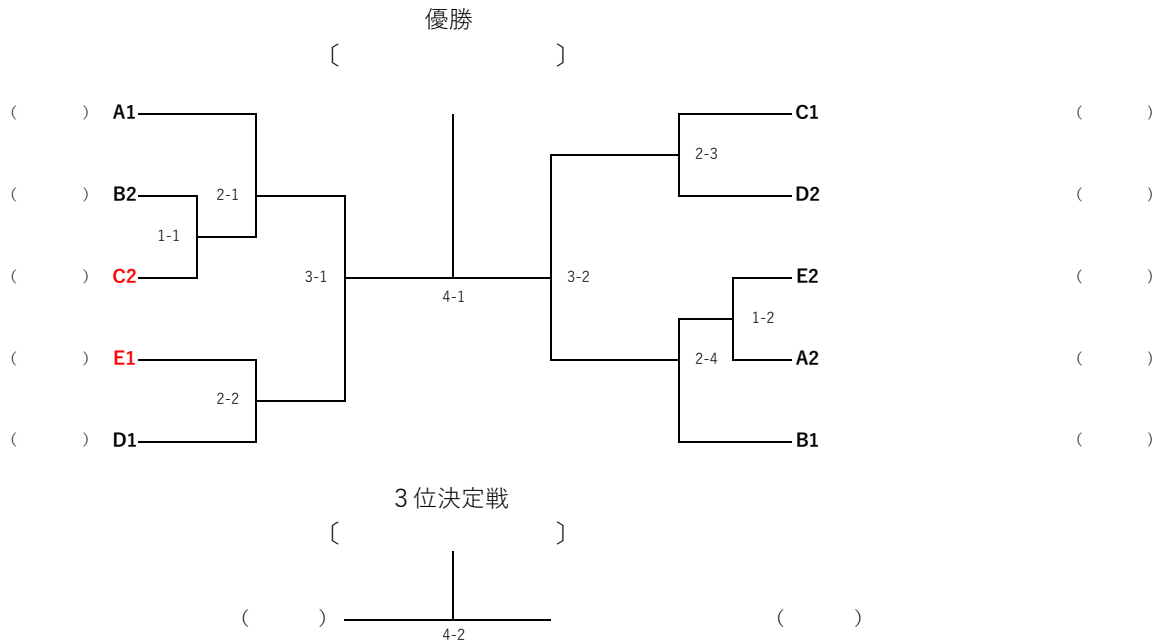 優勝
〔 〕
( ) A1 C1 ( )
2-3
( ) B2 2-1 D2 ( )
1-1
( ) C2 3-1 3-2 E2 ( )
4-1
1-2
( ) E1 2-4 A2 ( )
2-2
( ) D1 B1 ( )
3位決定戦
〔 〕
( ) ( )
4-2